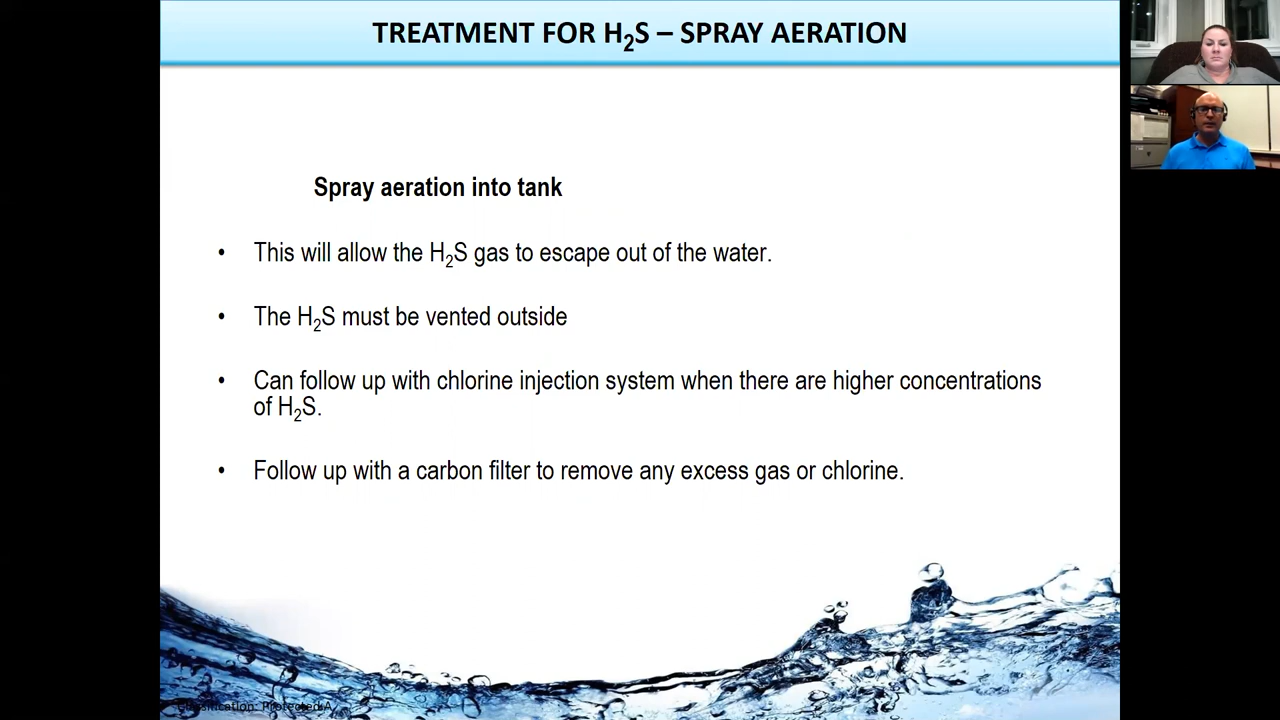 TREATMENT FOR H₂S – SPRAY AERATION
Spray aeration into tank
• This will allow the H₂S gas to escape out of the water.
• The H₂S must be vented outside
• Can follow up with chlorine injection system when there are higher concentrations
of H₂S.
• Follow up with a carbon filter to remove any excess gas or chlorine.
Classification: Protected A